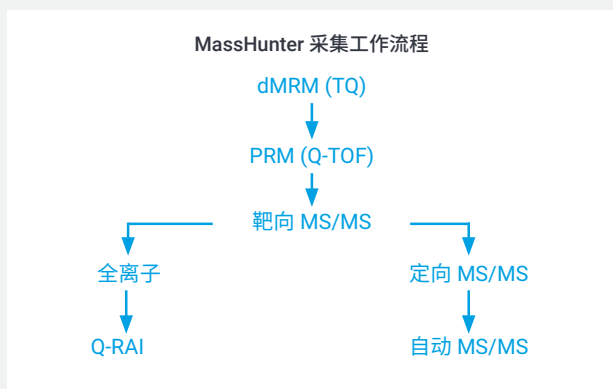 MassHunter 采集工作流程
dMRM (TQ)
PRM (Q-TOF)
靶向 MS/MS
全离子
定向 MS/MS
Q-RAI
自动 MS/MS